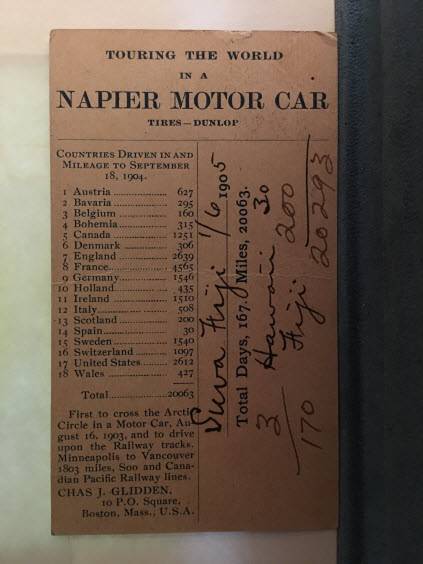 TOURING THE WORLD
IN A
NAPIER MOTOR CAR
TIRES—DUNLOP
COUNTRIES DRIVEN IN AND
MILEAGE TO SEPTEMBER
18, 1904.
1 Austria 627
2 Bavaria 295
3 Belgium 160
4 Bohemia 315
5 Canada 1251
6 Denmark 306
7 England 2639
8 France 4565
9 Germany 1546
10 Holland 435
11 Ireland 1510
12 Italy 508
13 Scotland 200
14 Spain 30
15 Sweden 1540
16 Switzerland 1097
17 United States 2612
18 Wales 427
Total 20063
First to cross the Arctic
Circle in a Motor Car, Au-
gust 16, 1903, and to drive
upon the Railway tracks.
Minneapolis to Vancouver
1803 miles, Soo and Cana-
dian Pacific Railway lines.
CHAS J. GLIDDEN.
10 P.O. Square,
Boston, Mass., U.S.A.
Suva Fiji 1/6 1905
Total Days, 167. Miles, 20063.
3 Hawaii 30
Fiji 200
170 20293